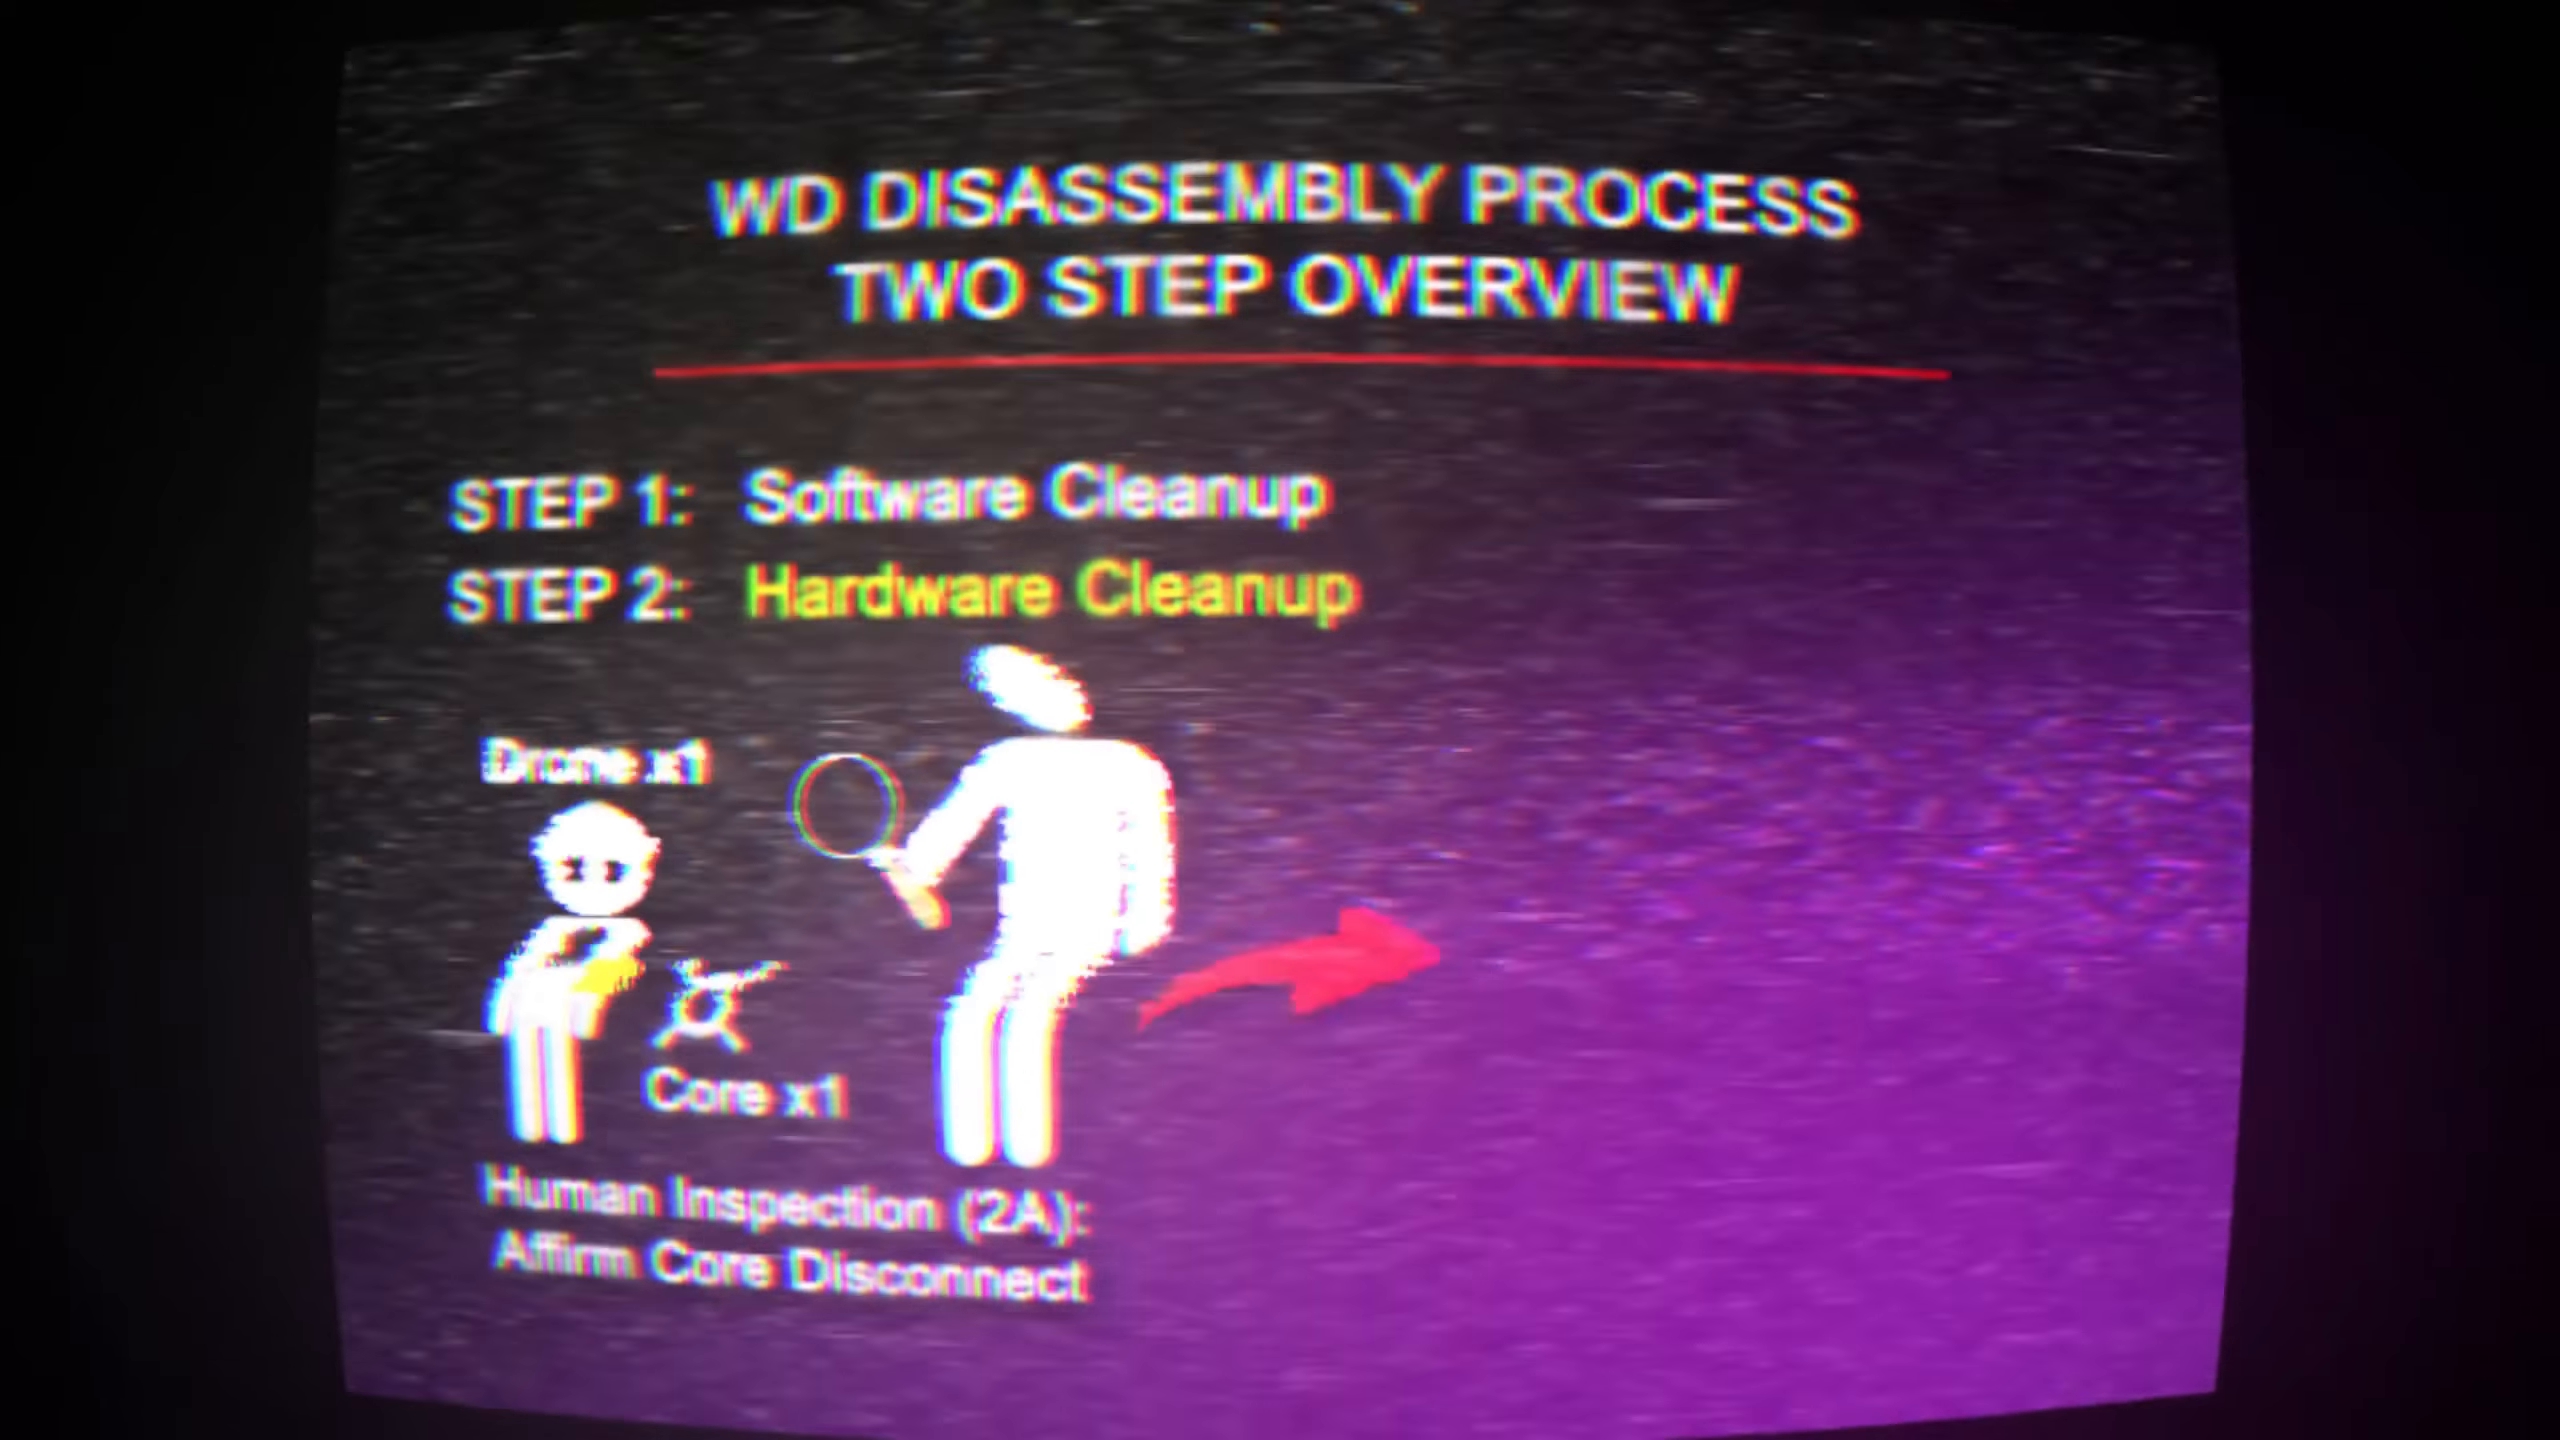 WD DISASSEMBLY PROCESS
TWO STEP OVERVIEW
STEP 1: Software Cleanup
STEP 2: Hardware Cleanup
Drone x1
Core x1
Human Inspection (2A):
Affirm Core Disconnect